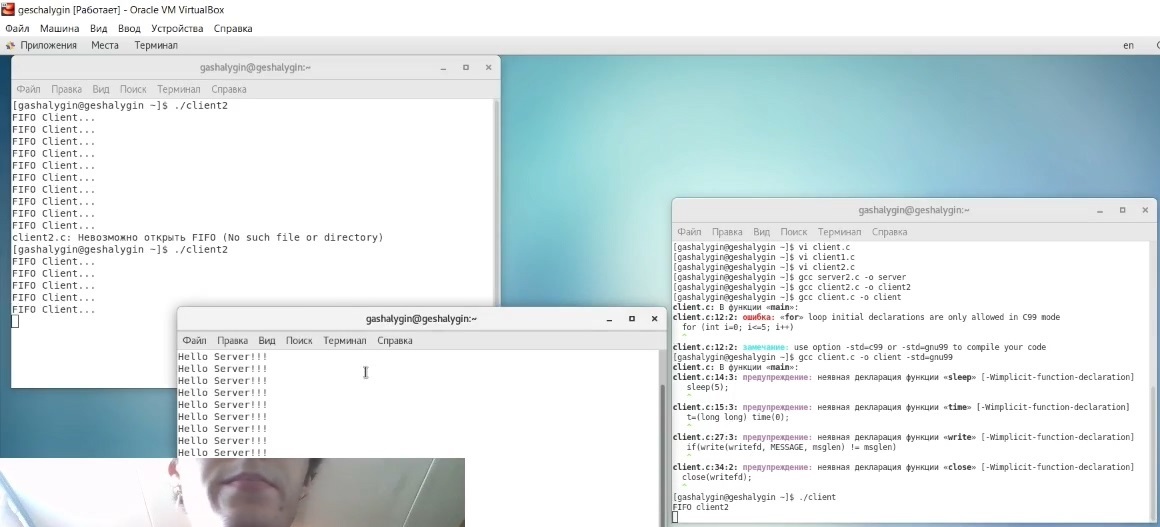 geschalygin [Работает] - Oracle VM VirtualBox
Файл Машина Вид Ввод Устройства Справка
Приложения Места Терминал en
gashalygin@geshalygin:~
Файл Правка Вид Поиск Терминал Справка
[gashalygin@geshalygin ~]$ ./client2
FIFO Client...
FIFO Client...
FIFO Client...
FIFO Client...
FIFO Client...
FIFO Client...
FIFO Client...
FIFO Client...
FIFO Client...
FIFO Client...
client2.c: Невозможно открыть FIFO (No such file or directory)
[gashalygin@geshalygin ~]$ ./client2
FIFO Client...
FIFO Client...
FIFO Client...
FIFO Client...
FIFO Client...
gashalygin@geshalygin:~
Файл Правка Вид Поиск Терминал Справка
Hello Server!!!
Hello Server!!!
Hello Server!!!
Hello Server!!!
Hello Server!!!
Hello Server!!!
Hello Server!!!
Hello Server!!!
Hello Server!!!
gashalygin@geshalygin:~
Файл Правка Вид Поиск Терминал Справка
[gashalygin@geshalygin ~]$ vi client.c
[gashalygin@geshalygin ~]$ vi client1.c
[gashalygin@geshalygin ~]$ vi client2.c
[gashalygin@geshalygin ~]$ gcc server2.c -o server
[gashalygin@geshalygin ~]$ gcc client2.c -o client2
[gashalygin@geshalygin ~]$ gcc client.c -o client
client.c: В функции «main»:
client.c:12:2: ошибка: «for» loop initial declarations are only allowed in C99 mode
for (int i=0; i<=5; i++)
^
client.c:12:2: замечание: use option -std=c99 or -std=gnu99 to compile your code
[gashalygin@geshalygin ~]$ gcc client.c -o client -std=gnu99
client.c: В функции «main»:
client.c:14:3: предупреждение: неявная декларация функции «sleep» [-Wimplicit-function-declaration]
sleep(5);
^
client.c:15:3: предупреждение: неявная декларация функции «time» [-Wimplicit-function-declaration]
t=(long long) time(0);
^
client.c:27:3: предупреждение: неявная декларация функции «write» [-Wimplicit-function-declaration]
if(write(writefd, MESSAGE, msglen) != msglen)
^
client.c:34:2: предупреждение: неявная декларация функции «close» [-Wimplicit-function-declaration]
close(writefd);
^
[gashalygin@geshalygin ~]$ ./client
FIFO client2